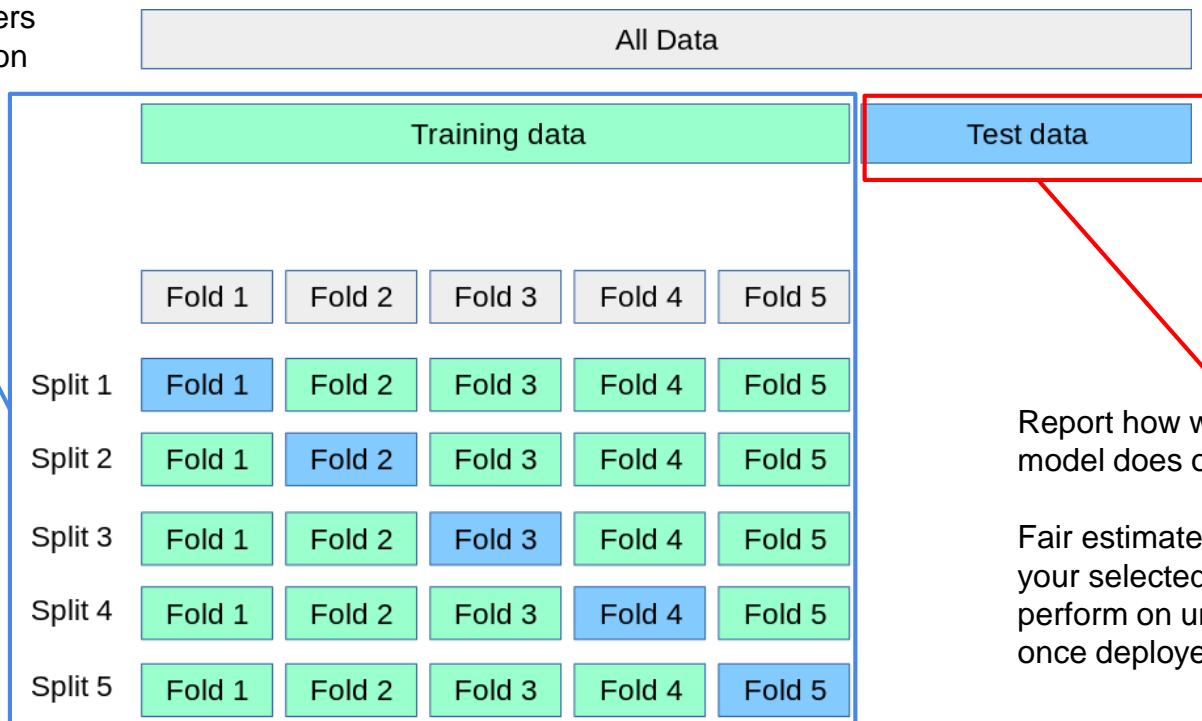 ers
on
All Data
Training data
Test data
Fold 1 Fold 2 Fold 3 Fold 4 Fold 5
Split 1 Fold 1 Fold 2 Fold 3 Fold 4 Fold 5
Split 2 Fold 1 Fold 2 Fold 3 Fold 4 Fold 5
Split 3 Fold 1 Fold 2 Fold 3 Fold 4 Fold 5
Split 4 Fold 1 Fold 2 Fold 3 Fold 4 Fold 5
Split 5 Fold 1 Fold 2 Fold 3 Fold 4 Fold 5
Report how w
model does o
Fair estimate
your selected
perform on un
once deploye